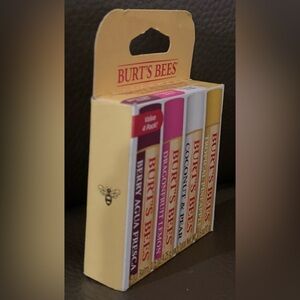 BURT'S BEES
Value
4 Pack!
BERRY AGUA FRESCA
BURT'S BEES
DRAGONFRUIT LEMON
BURT'S BEES
COCONUT & PEAR
BURT'S BEES
BURT'S BEES